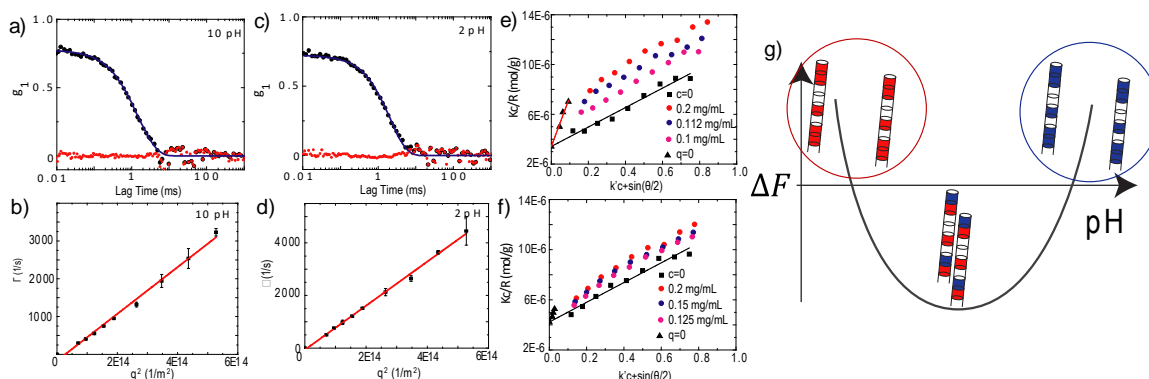 a)
10 pH
1.0
0.5
0
g1
0.01
1
100
Lag Time (ms)
b)
10 pH
3000
2000
1000
Γ (1/s)
0
2E14
4E14
6E14
q² (1/m²)
c)
2 pH
1.0
0.5
0
g1
0.01
1
100
Lag Time (ms)
d)
2 pH
4000
2000
0
□(1/s)
0
2E14
4E14
6E14
q² (1/m²)
e)
14E-6
10E-6
6E-6
2E-6
Kc/R (mol/g)
c=0
0.2 mg/mL
0.112 mg/mL
0.1 mg/mL
q=0
0.0 0.2 0.4 0.6 0.8 1.0
k'c+sin(θ/2)
f)
14E-6
10E-6
6E-6
2E-6
Kc/R (mol/g)
c=0
0.2 mg/mL
0.15 mg/mL
0.125 mg/mL
q=0
0.0 0.2 0.4 0.6 0.8 1.0
k'c+sin(θ/2)
g)
ΔF
pH